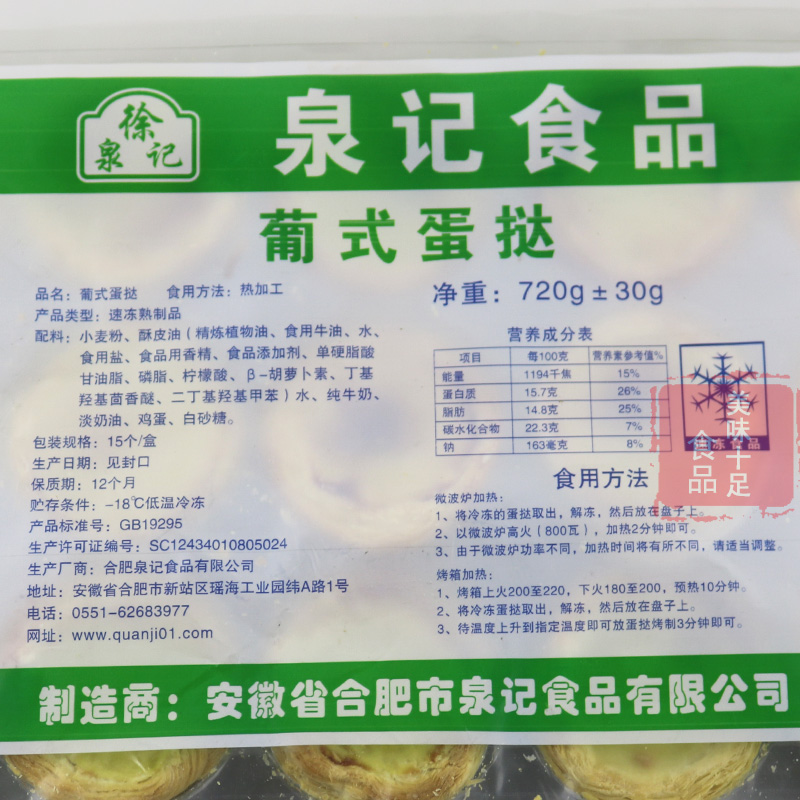 徐
泉记
泉记食品
葡式蛋挞
品名：葡式蛋挞 食用方法：热加工
产品类型：速冻熟制品
配料：小麦粉、酥皮油（精炼植物油、食用牛油、水、
食用盐、食品用香精、食品添加剂、单硬脂酸
甘油脂、磷脂、柠檬酸、β-胡萝卜素、丁基
羟基茴香醚、二丁基羟基甲苯）水、纯牛奶、
淡奶油、鸡蛋、白砂糖。
包装规格：15个/盒
生产日期：见封口
保质期：12个月
贮存条件：-18℃低温冷冻
产品标准号：GB19295
生产许可证编号：SC12434010805024
生产厂商：合肥泉记食品有限公司
地址：安徽省合肥市新站区瑶海工业园纬A路1号
电话：0551-62683977
网址：www.quanji01.com
净重：720g±30g
营养成分表
项目 每100克 营养素参考值%
能量 1194千焦 15%
蛋白质 15.7克 26%
脂肪 14.8克 25%
碳水化合物 22.3克 7%
钠 163毫克 8%
速冻食品
美味十足
食品
食用方法
微波炉加热：
1、将冷冻的蛋挞取出，解冻，然后放在盘子上。
2、以微波炉高火（800瓦），加热2分钟即可。
3、由于微波炉功率不同，加热时间将有所不同，请适当调整。
烤箱加热：
1、烤箱上火200至220，下火180至200，预热10分钟。
2、将冷冻蛋挞取出，解冻，然后放在盘子上。
3、待温度上升到指定温度即可放蛋挞烤制3分钟即可。
制造商：安徽省合肥市泉记食品有限公司